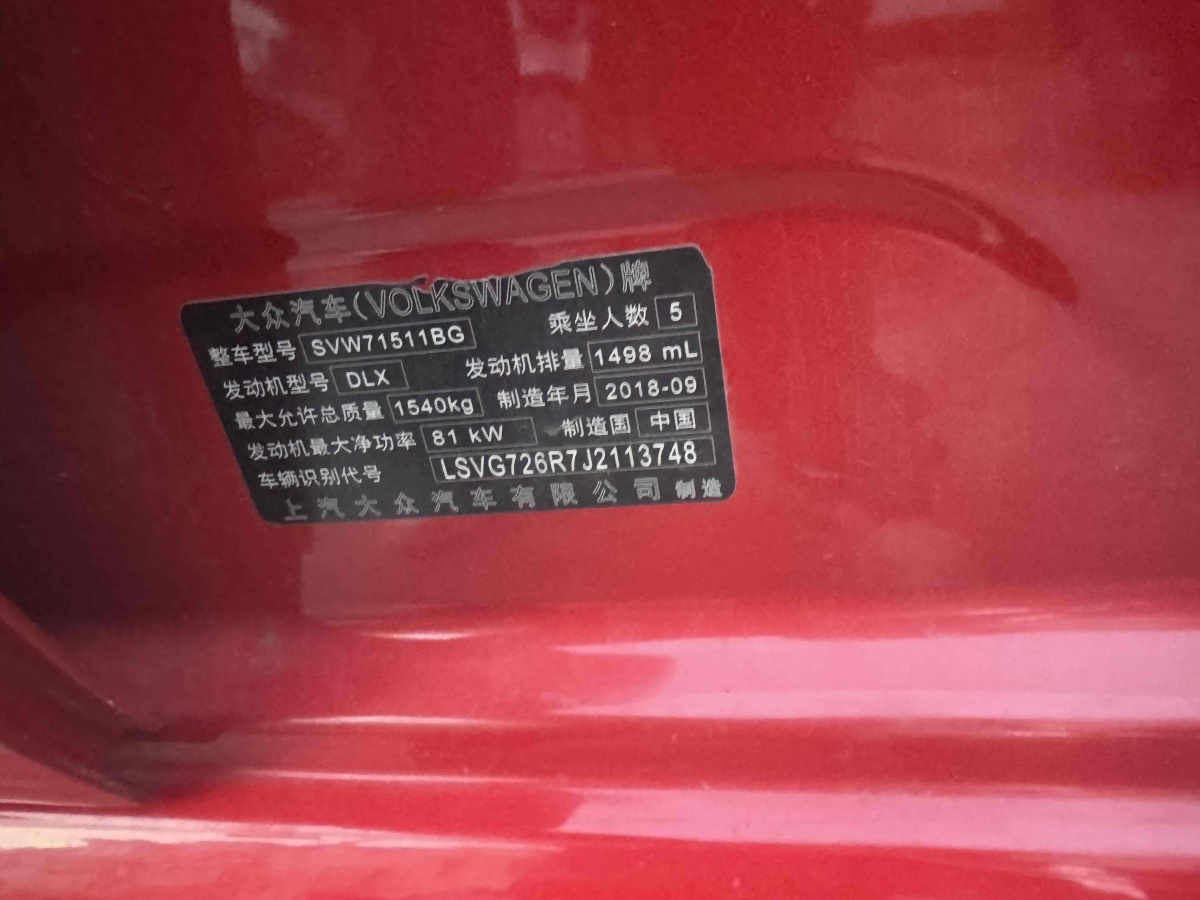 大众汽车(VOLKSWAGEN)牌
整车型号 SVW71511BG 乘坐人数 5
发动机型号 DLX 发动机排量 1498 mL
最大允许总质量 1540kg 制造年月 2018-09
发动机最大净功率 81 kW 制造国 中国
车辆识别代号 LSVG726R7J2113748
上汽大众汽车有限公司 制造